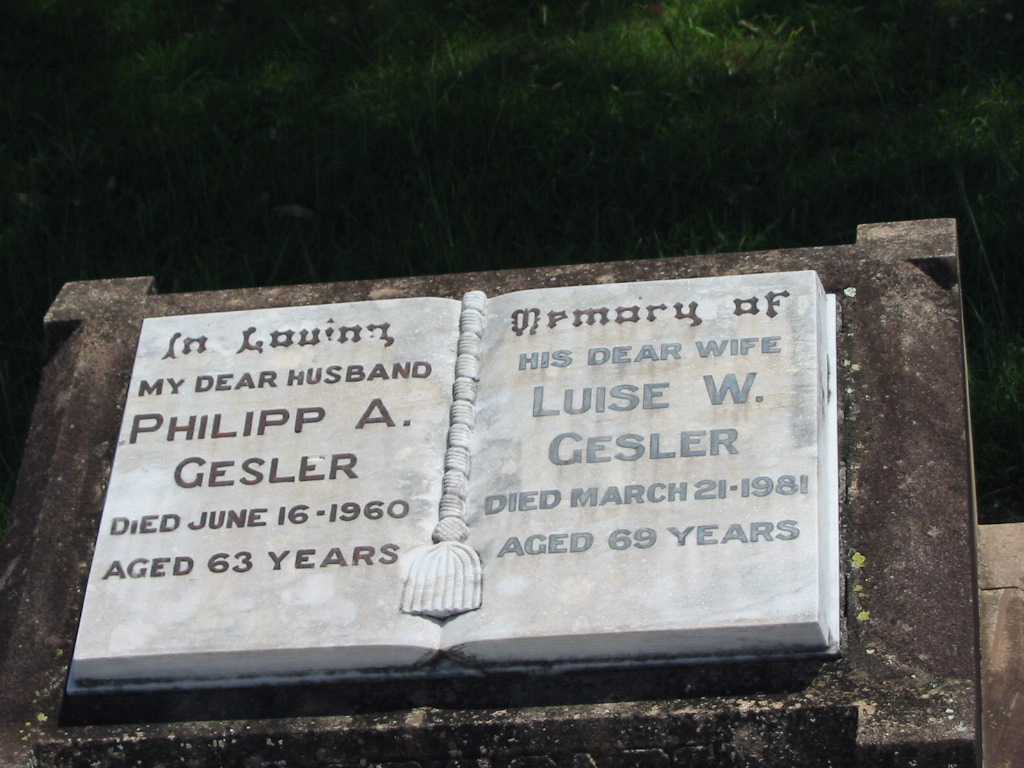 In Loving
MY DEAR HUSBAND
PHILIPP A.
GESLER
DIED JUNE 16-1960
AGED 63 YEARS
Memory of
HIS DEAR WIFE
LUISE W.
GESLER
DIED MARCH 21-1981
AGED 69 YEARS